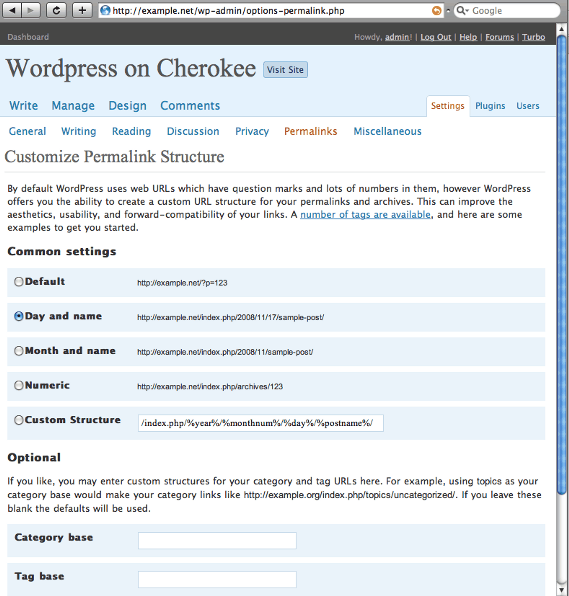 http://example.net/wp-admin/options-permalink.php
Google
Dashboard
Howdy, admin! | Log Out | Help | Forums | Turbo
Wordpress on Cherokee Visit Site
Write Manage Design Comments Settings Plugins Users
General Writing Reading Discussion Privacy Permalinks Miscellaneous
Customize Permalink Structure
By default WordPress uses web URLs which have question marks and lots of numbers in them, however WordPress
offers you the ability to create a custom URL structure for your permalinks and archives. This can improve the
aesthetics, usability, and forward-compatibility of your links. A number of tags are available, and here are some
examples to get you started.
Common settings
Default http://example.net/?p=123
Day and name http://example.net/index.php/2008/11/17/sample-post/
Month and name http://example.net/index.php/2008/11/sample-post/
Numeric http://example.net/index.php/archives/123
Custom Structure /index.php/%year%/%monthnum%/%day%/%postname%/
Optional
If you like, you may enter custom structures for your category and tag URLs here. For example, using topics as your
category base would make your category links like http://example.org/index.php/topics/uncategorized/. If you leave these
blank the defaults will be used.
Category base
Tag base